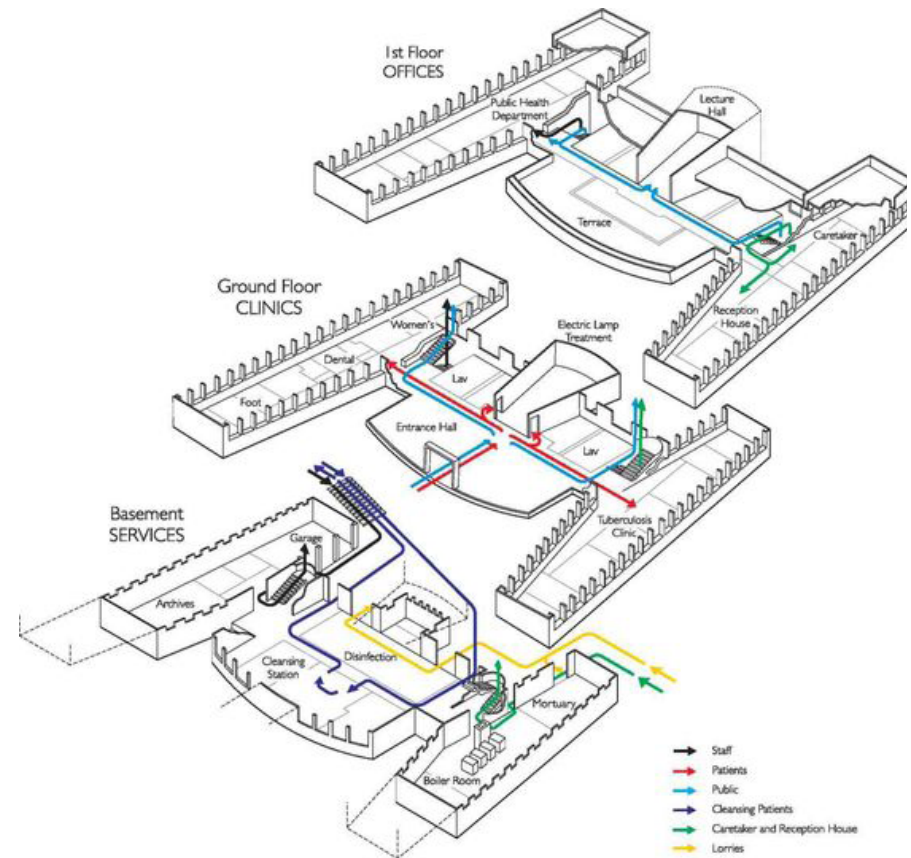 1st Floor
OFFICES
Public Health
Department
Lecture
Hall
Terrace
Caretaker
Reception
House
Ground Floor
CLINICS
Women's
Electric Lamp
Treatment
Dental
Lav
Foot
Entrance Hall
Lav
Tuberculosis
Clinic
Basement
SERVICES
Garage
Archives
Disinfection
Cleansing
Station
Mortuary
Boiler Room
Staff
Patients
Public
Cleansing Patients
Caretaker and Reception House
Lorries